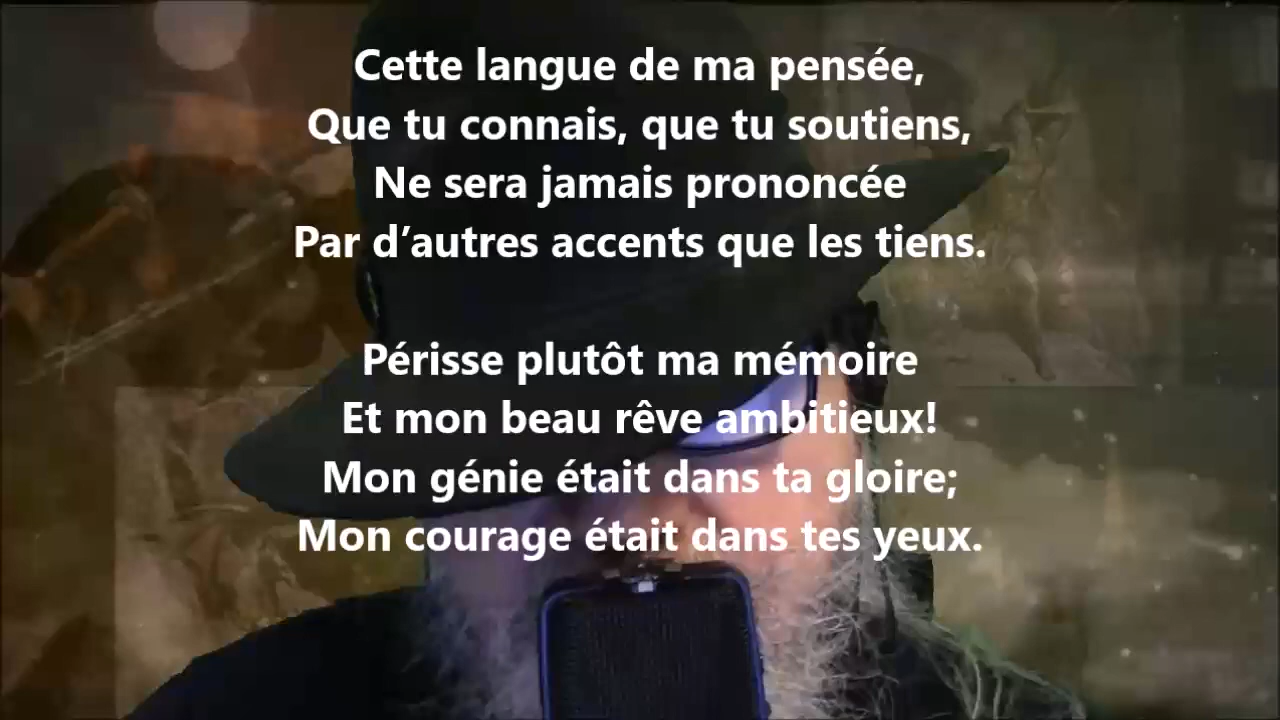 Cette langue de ma pensée,
Que tu connais, que tu soutiens,
Ne sera jamais prononcée
Par d’autres accents que les tiens.
Périsse plutôt ma mémoire
Et mon beau rêve ambitieux!
Mon génie était dans ta gloire;
Mon courage était dans tes yeux.